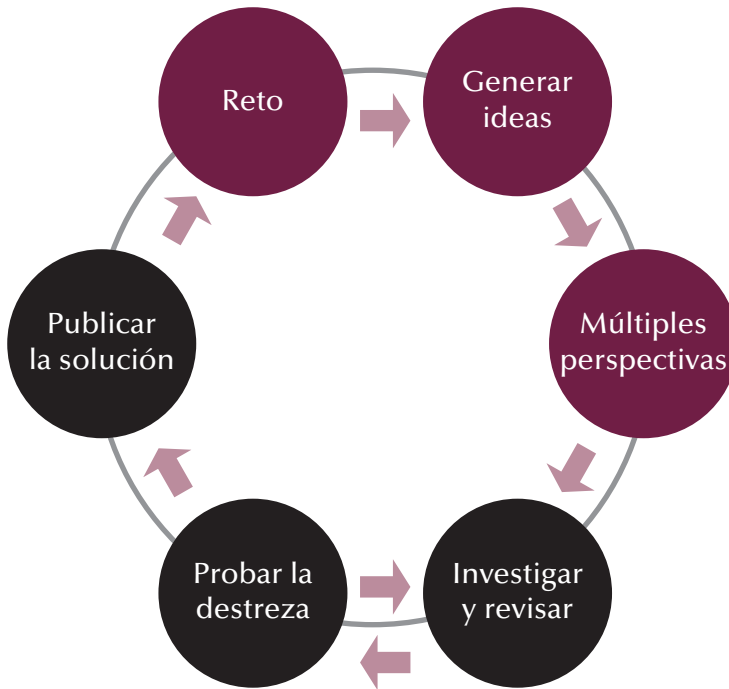 Reto
Generar
ideas
Múltiples
perspectivas
Investigar
y revisar
Probar la
destreza
Publicar
la solución